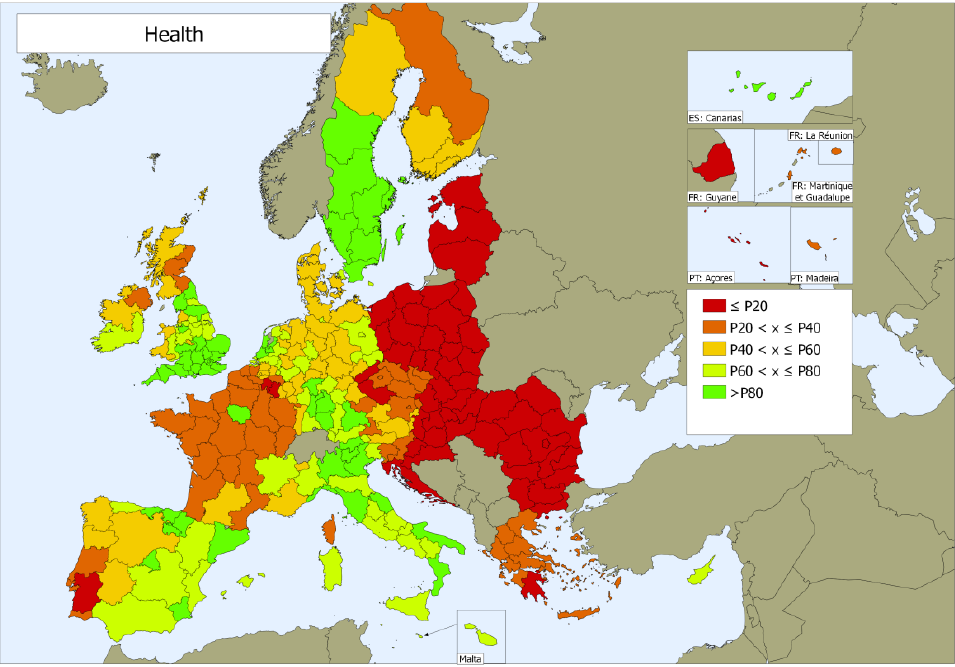 Health
ES: Canarias
FR: La Réunion
FR: Martinique
et Guadalupe
FR: Guyane
PT: Açores
PT: Madeira
≤ P20
P20 < x ≤ P40
P40 < x ≤ P60
P60 < x ≤ P80
>P80
Malta